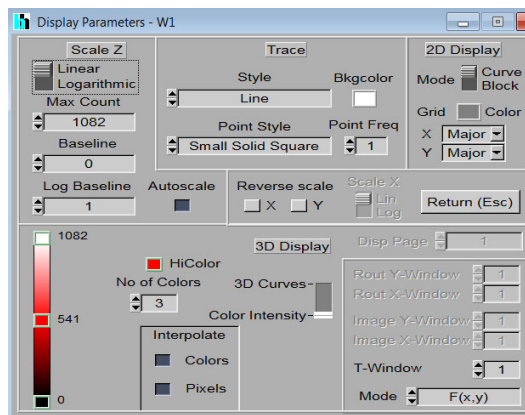 Display Parameters - W1
Scale Z
Linear
Logarithmic
Max Count
1082
Baseline
0
Log Baseline
1
Autoscale
Trace
Style
Bkgcolor
Line
Point Style
Point Freq
Small Solid Square
1
2D Display
Mode
Curve
Block
Grid
Color
X
Major
Y
Major
Reverse scale
X
Y
Scale X
Lin
Log
Return (Esc)
1082
541
0
HiColor
No of Colors
3
Interpolate
Colors
Pixels
3D Display
3D Curves
Color Intensity
Disp Page
1
Rout Y-Window
1
Rout X-Window
1
Image Y-Window
1
Image X-Window
1
T-Window
1
Mode
F(x,y)